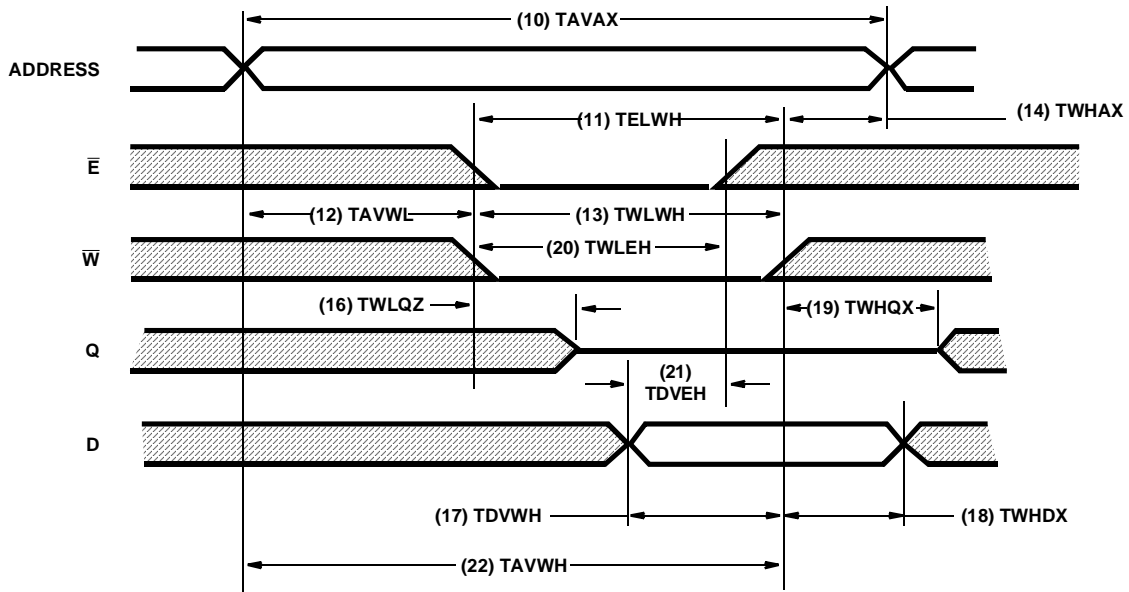 (10) TAVAX
ADDRESS
(11) TELWH
(14) TWHAX
E̅
(12) TAVWL
(13) TWLWH
W̅
(20) TWLEH
(16) TWLQZ
(19) TWHQX
Q
(21)
TDVEH
D
(17) TDVWH
(18) TWHDX
(22) TAVWH